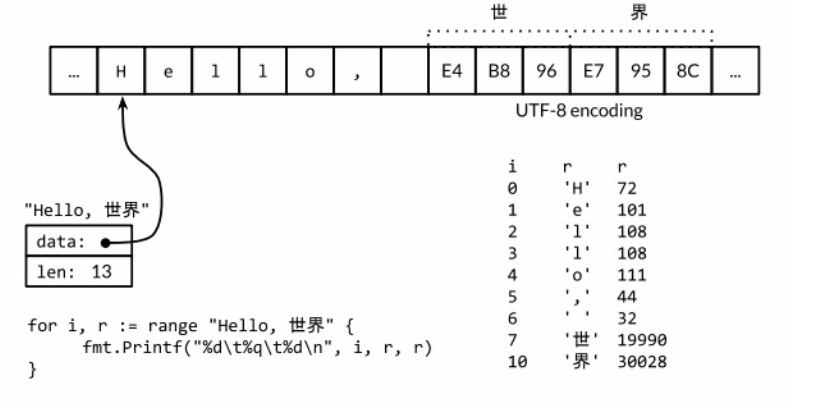 世 界
... H e l l o , E4 B8 96 E7 95 8C ...
UTF-8 encoding
"Hello, 世界"
data:
len: 13
for i, r := range "Hello, 世界" {
fmt.Printf("%d\t%q\t%d\n", i, r, r)
}
i r r
0 'H' 72
1 'e' 101
2 'l' 108
3 'l' 108
4 'o' 111
5 ',' 44
6 ' ' 32
7 '世' 19990
10 '界' 30028